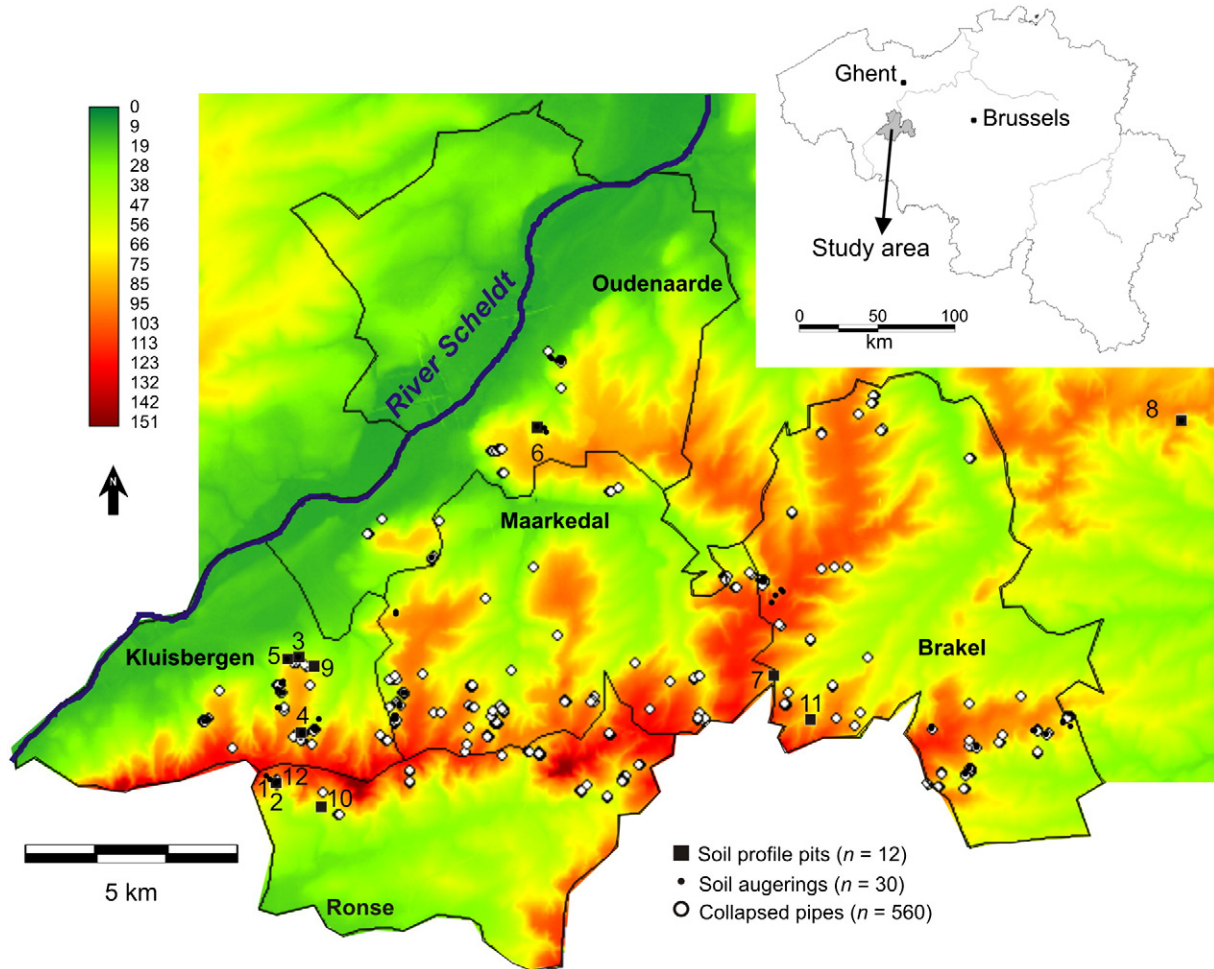 Ghent
Brussels
Study area
0 50 100
km
0
9
19
28
38
47
56
66
75
85
95
103
113
123
132
142
151
N
River Scheldt
Oudenaarde
8
6
Maarkedal
Kluisbergen
5 3
9
4
7
11
Brakel
1 12
2
10
Ronse
5 km
Soil profile pits (n = 12)
Soil augerings (n = 30)
Collapsed pipes (n = 560)